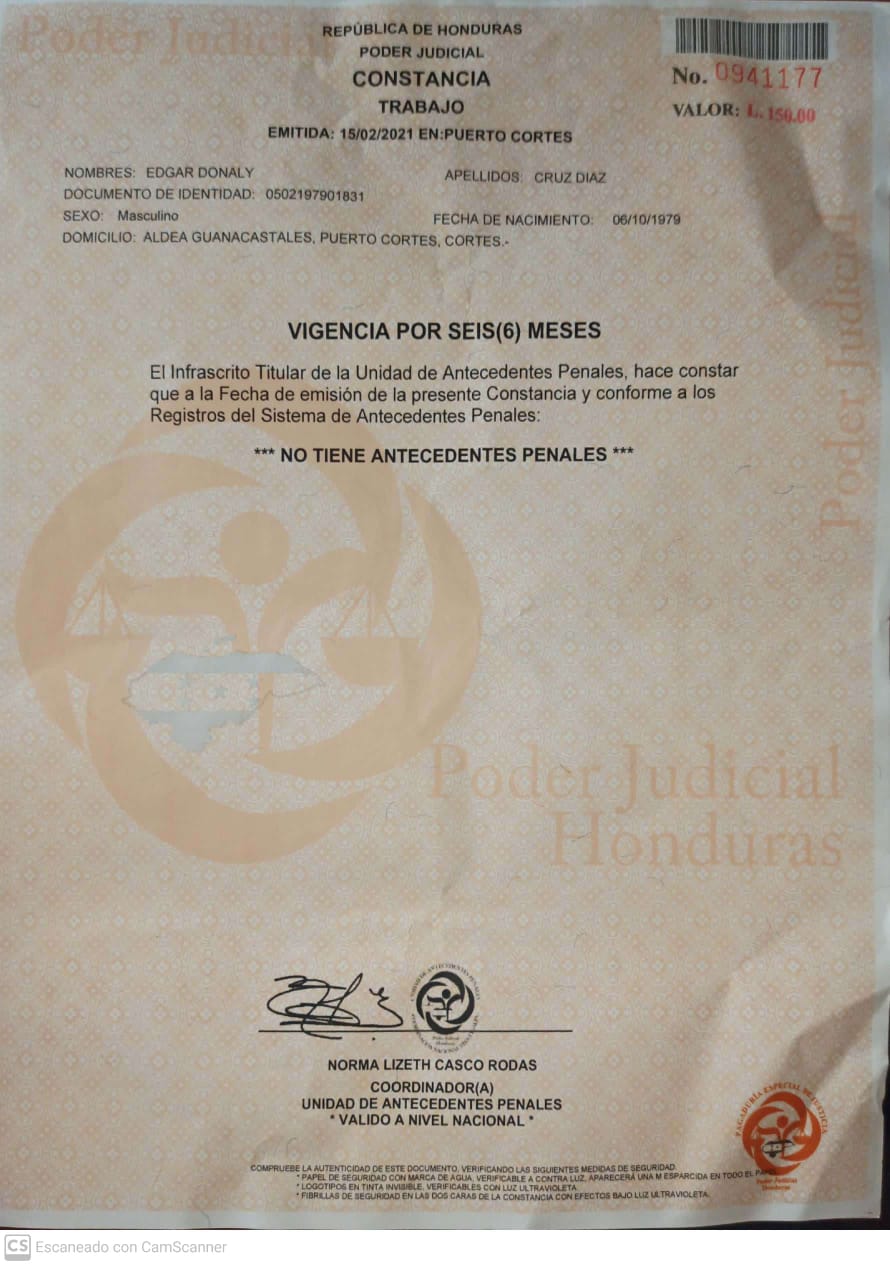 Poder Judicial
REPÚBLICA DE HONDURAS
PODER JUDICIAL
CONSTANCIA
TRABAJO
EMITIDA: 15/02/2021 EN:PUERTO CORTES
No. 0941177
VALOR: L. 150.00
NOMBRES: EDGAR DONALY
APELLIDOS: CRUZ DIAZ
DOCUMENTO DE IDENTIDAD: 0502197901831
SEXO: Masculino
FECHA DE NACIMIENTO: 06/10/1979
DOMICILIO: ALDEA GUANACASTALES, PUERTO CORTES, CORTES.-
Poder Judicial
VIGENCIA POR SEIS(6) MESES
El Infrascrito Titular de la Unidad de Antecedentes Penales, hace constar
que a la Fecha de emisión de la presente Constancia y conforme a los
Registros del Sistema de Antecedentes Penales:
*** NO TIENE ANTECEDENTES PENALES ***
Poder Judicial
Honduras
NORMA LIZETH CASCO RODAS
COORDINADOR(A)
UNIDAD DE ANTECEDENTES PENALES
* VALIDO A NIVEL NACIONAL *
PAGADURÍA ESPECIAL DE JUSTICIA
Poder Judicial
Honduras
COMPRUEBE LA AUTENTICIDAD DE ESTE DOCUMENTO, VERIFICANDO LAS SIGUIENTES MEDIDAS DE SEGURIDAD.
* PAPEL DE SEGURIDAD CON MARCA DE AGUA, VERIFICABLE A CONTRA LUZ, APARECERÁ UNA M ESPARCIDA EN TODO EL PAPEL
* LOGOTIPOS EN TINTA INVISIBLE, VERIFICABLES CON LUZ ULTRAVIOLETA.
* FIBRILLAS DE SEGURIDAD EN LAS DOS CARAS DE LA CONSTANCIA CON EFECTOS BAJO LUZ ULTRAVIOLETA.
CS Escaneado con CamScanner